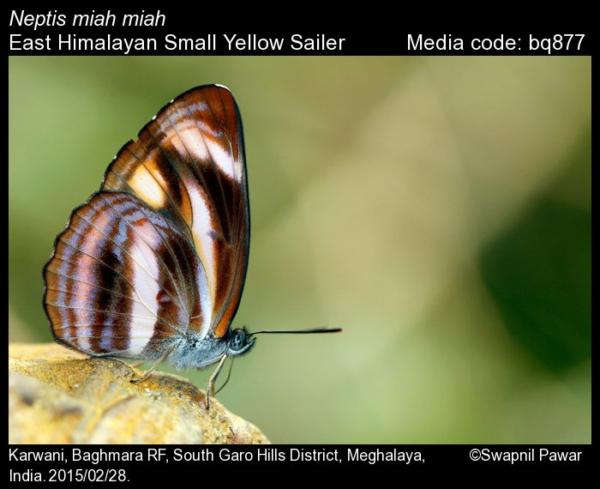 Neptis miah miah
East Himalayan Small Yellow Sailer Media code: bq877
Karwani, Baghmara RF, South Garo Hills District, Meghalaya, ©Swapnil Pawar
India. 2015/02/28.